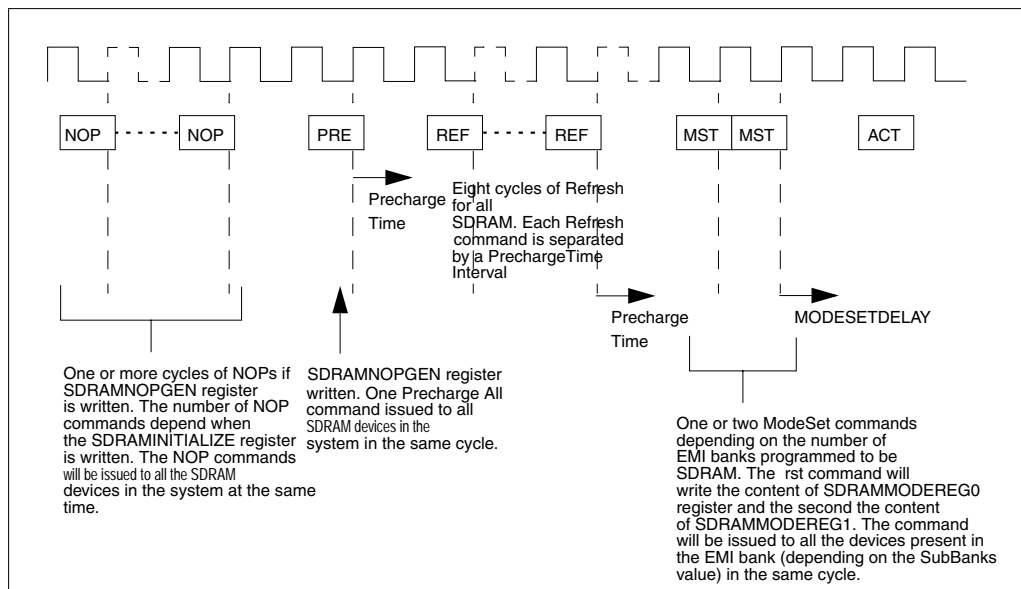 NOP NOP PRE REF REF MST MST ACT
Precharge
Time
Eight cycles of Refresh
for all
SDRAM. Each Refresh
command is separated
by a PrechargeTime
Interval
Precharge
Time
MODESETDELAY
One or more cycles of NOPs if
SDRAMNOPGEN register
is written. The number of NOP
commands depend when
the SDRAMINITIALIZE register
is written. The NOP commands
will be issued to all the SDRAM
devices in the system at the same
time.
SDRAMNOPGEN register
written. One Precharge All
command issued to all
SDRAM devices in the
system in the same cycle.
One or two ModeSet commands
depending on the number of
EMI banks programmed to be
SDRAM. The rst command will
write the content of SDRAMMODEREG0
register and the second the content
of SDRAMMODEREG1. The command
will be issued to all the devices present in
the EMI bank (depending on the SubBanks
value) in the same cycle.